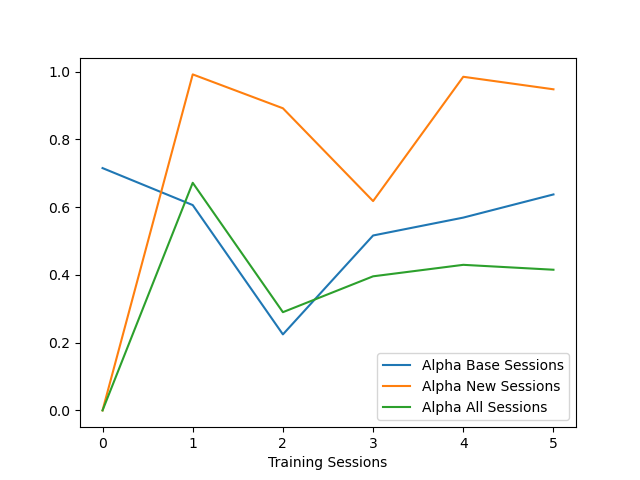 1.0
0.8
0.6
0.4
0.2
0.0
0 1 2 3 4 5
Training Sessions
Alpha Base Sessions
Alpha New Sessions
Alpha All Sessions